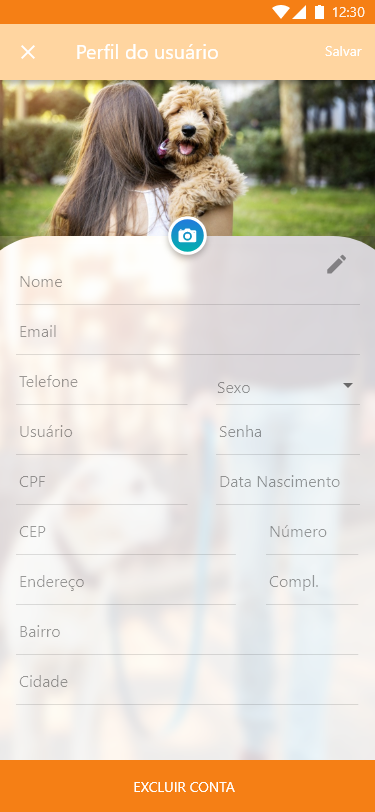 12:30
Perfil do usuário
Salvar
Nome
Email
Telefone
Sexo
Usuário
Senha
CPF
Data Nascimento
CEP
Número
Endereço
Compl.
Bairro
Cidade
EXCLUIR CONTA